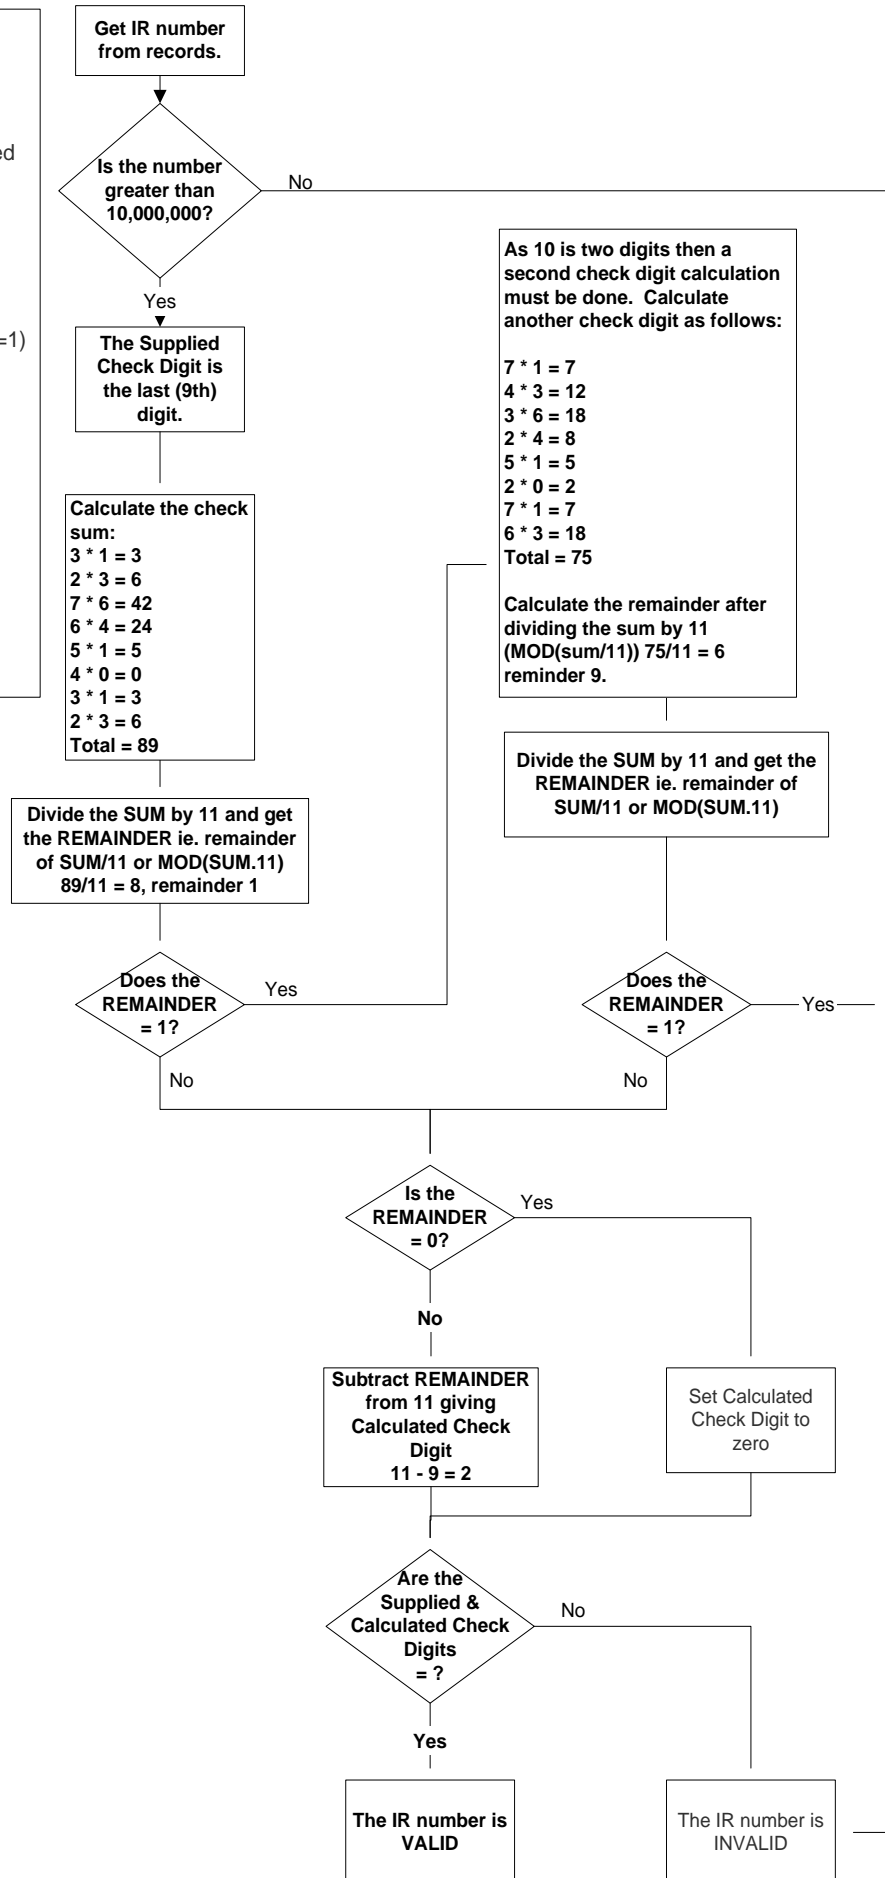 Get IR number
from records.
ed
Is the number
greater than
10,000,000?
No
Yes
=1)
The Supplied
Check Digit is
the last (9th)
digit.
As 10 is two digits then a
second check digit calculation
must be done. Calculate
another check digit as follows:
7 * 1 = 7
4 * 3 = 12
3 * 6 = 18
2 * 4 = 8
5 * 1 = 5
2 * 0 = 2
7 * 1 = 7
6 * 3 = 18
Total = 75
Calculate the remainder after
dividing the sum by 11
(MOD(sum/11)) 75/11 = 6
reminder 9.
Calculate the check
sum:
3 * 1 = 3
2 * 3 = 6
7 * 6 = 42
6 * 4 = 24
5 * 1 = 5
4 * 0 = 0
3 * 1 = 3
2 * 3 = 6
Total = 89
Divide the SUM by 11 and get
the REMAINDER ie. remainder
of SUM/11 or MOD(SUM.11)
89/11 = 8, remainder 1
Divide the SUM by 11 and get the
REMAINDER ie. remainder of
SUM/11 or MOD(SUM.11)
Does the
REMAINDER
= 1?
Yes
No
Does the
REMAINDER
= 1?
Yes
No
Is the
REMAINDER
= 0?
Yes
No
Subtract REMAINDER
from 11 giving
Calculated Check
Digit
11 - 9 = 2
Set Calculated
Check Digit to
zero
Are the
Supplied &
Calculated Check
Digits
= ?
No
Yes
The IR number is
VALID
The IR number is
INVALID